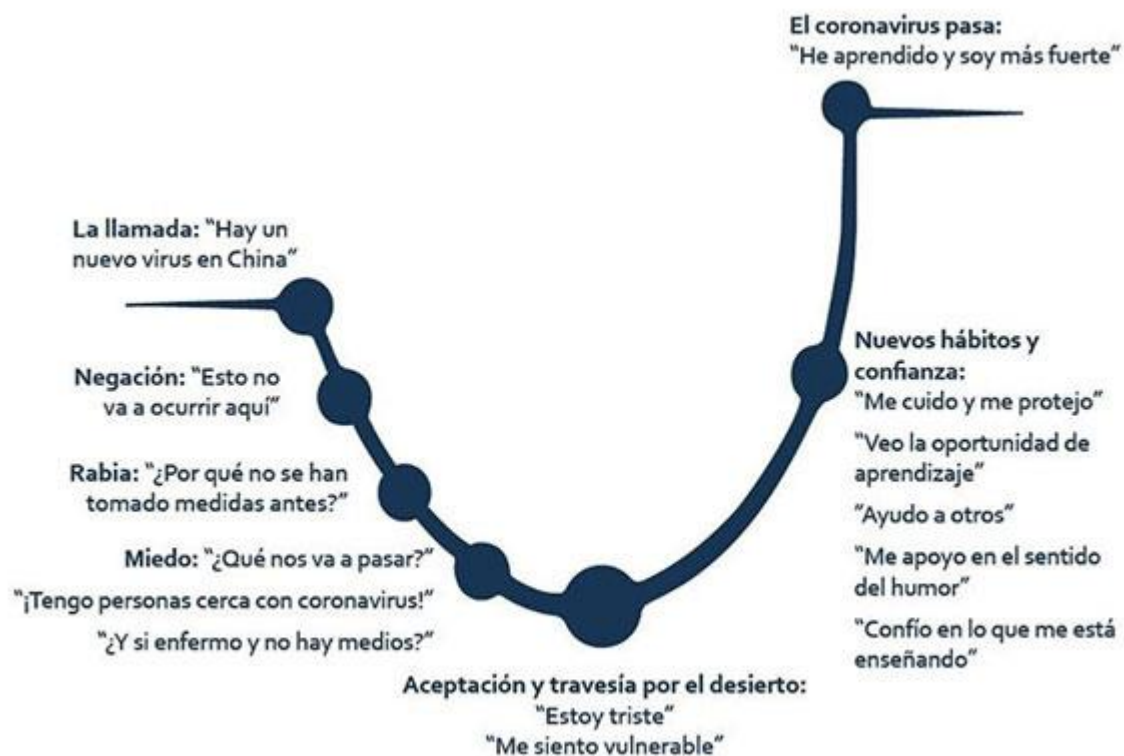 La llamada: “Hay un
nuevo virus en China”
Negación: “Esto no
va a ocurrir aquí”
Rabia: “¿Por qué no se han
tomado medidas antes?”
Miedo: “¿Qué nos va a pasar?”
“¡Tengo personas cerca con coronavirus!”
“¿Y si enfermo y no hay medios?”
Aceptación y travesía por el desierto:
“Estoy triste”
“Me siento vulnerable”
Nuevos hábitos y
confianza:
“Me cuido y me protejo”
“Veo la oportunidad de
aprendizaje”
“Ayudo a otros”
“Me apoyo en el sentido
del humor”
“Confío en lo que me está
enseñando”
El coronavirus pasa:
“He aprendido y soy más fuerte”